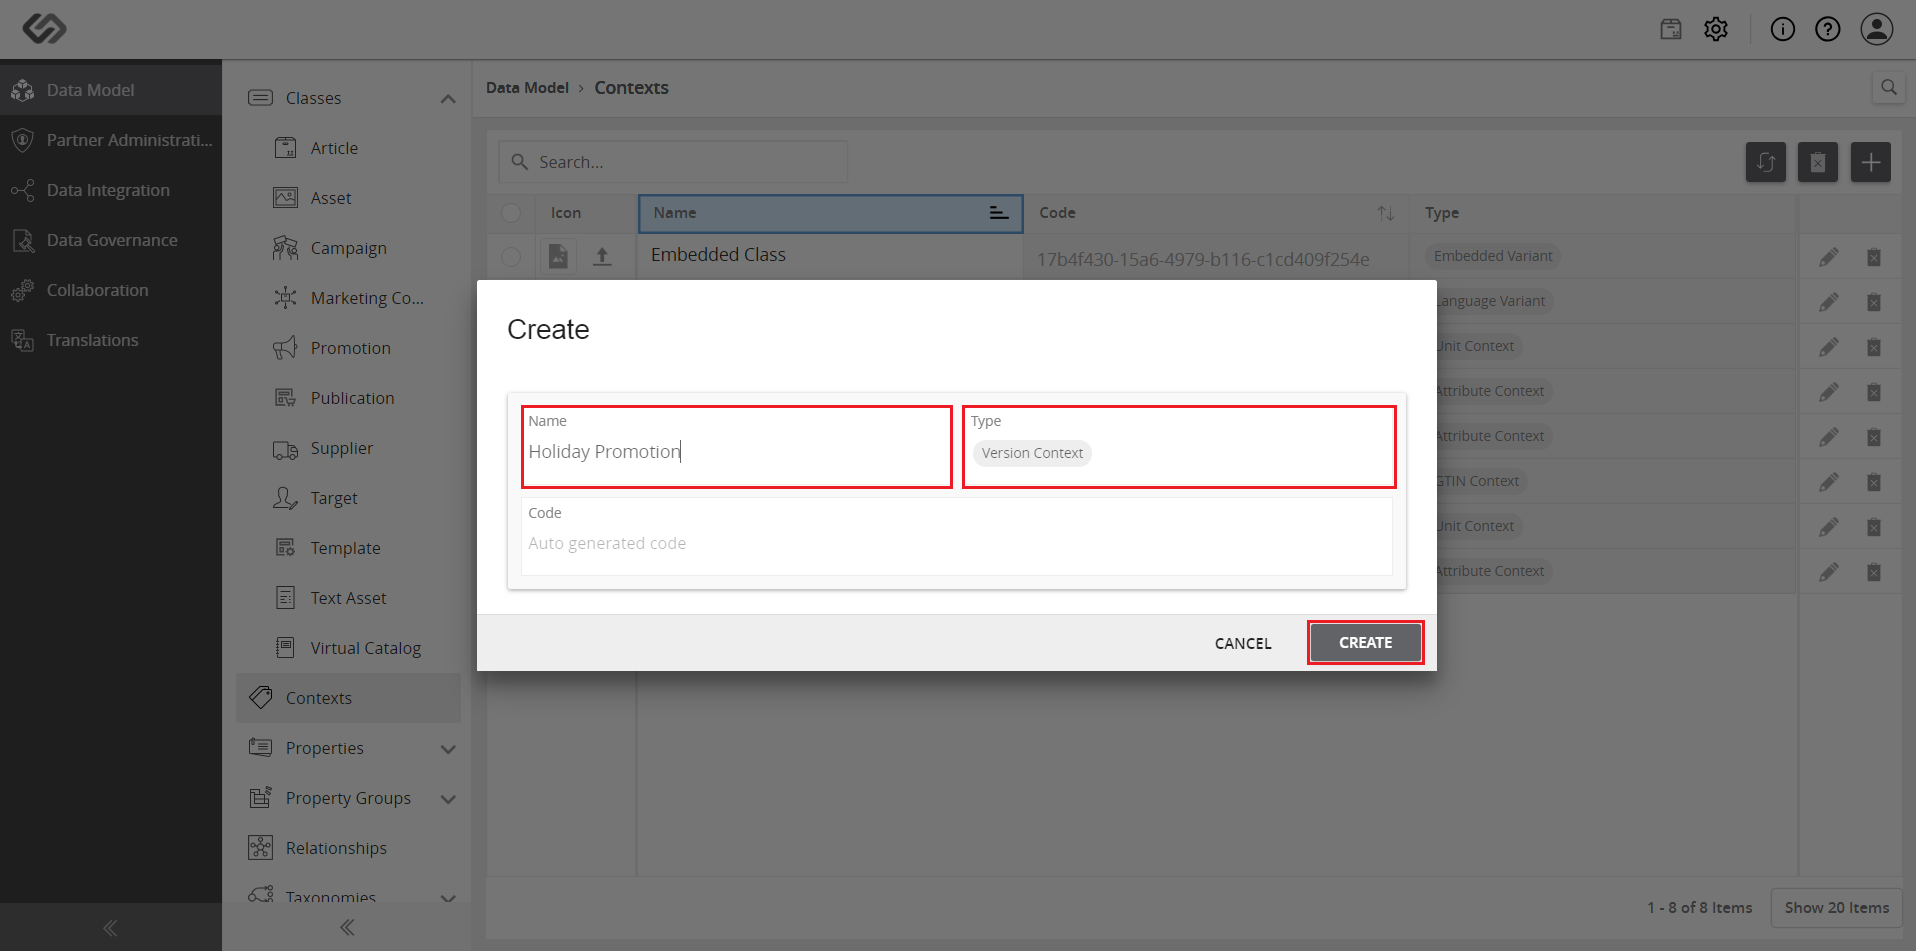 Data Model
Partner Administrati...
Data Integration
Data Governance
Collaboration
Translations
Classes
Article
Asset
Campaign
Marketing Co...
Promotion
Publication
Supplier
Target
Template
Text Asset
Virtual Catalog
Contexts
Properties
Property Groups
Relationships
Taxonomies
Data Model › Contexts
Search...
Icon Name Code Type
Embedded Class 17b4f430-15a6-4979-b116-c1cd409f254e Embedded Variant
Language Variant
Unit Context
Attribute Context
Attribute Context
GTIN Context
Unit Context
Attribute Context
Create
Name
Holiday Promotion
Type
Version Context
Code
Auto generated code
CANCEL CREATE
1 - 8 of 8 Items Show 20 Items